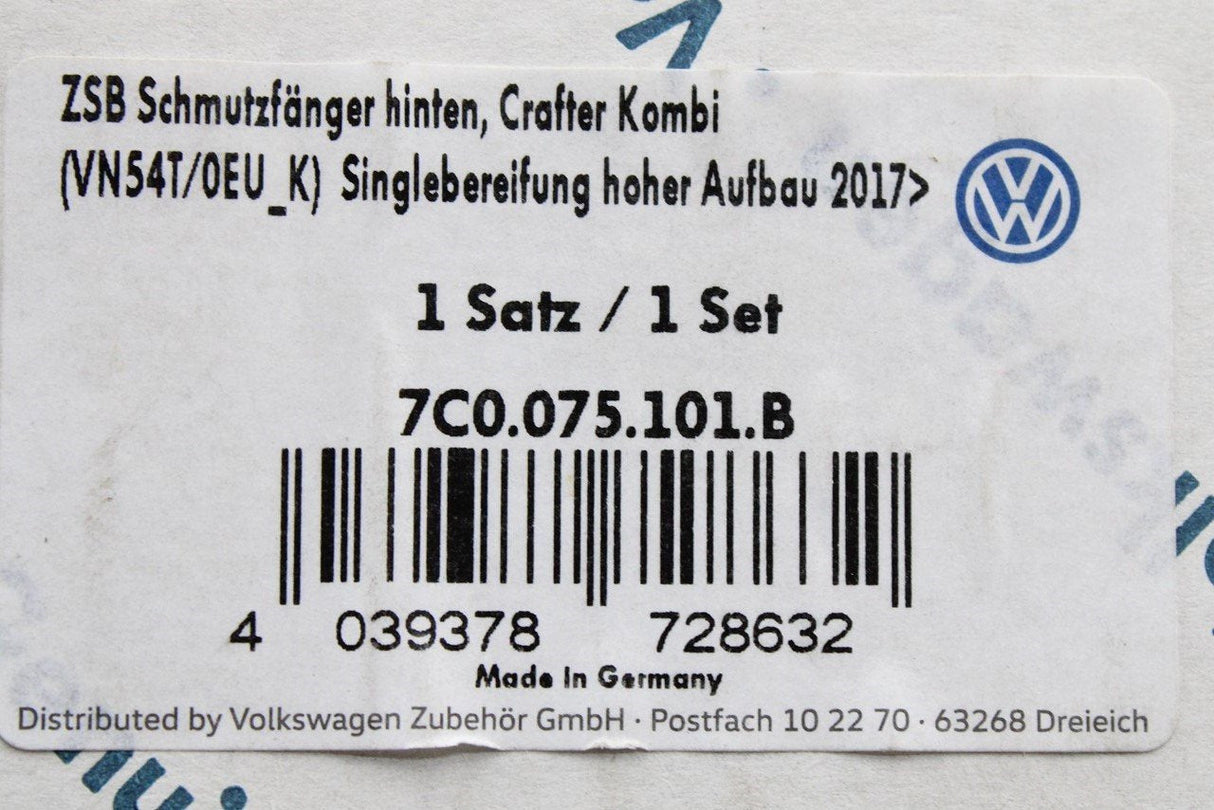 ZSB Schmutzfänger hinten, Crafter Kombi
(VN54T/0EU_K) Singlebereifung hoher Aufbau 2017>
1 Satz / 1 Set
7C0.075.101.B
4 039378 728632
Made In Germany
Distributed by Volkswagen Zubehör GmbH · Postfach 10 22 70 · 63268 Dreieich